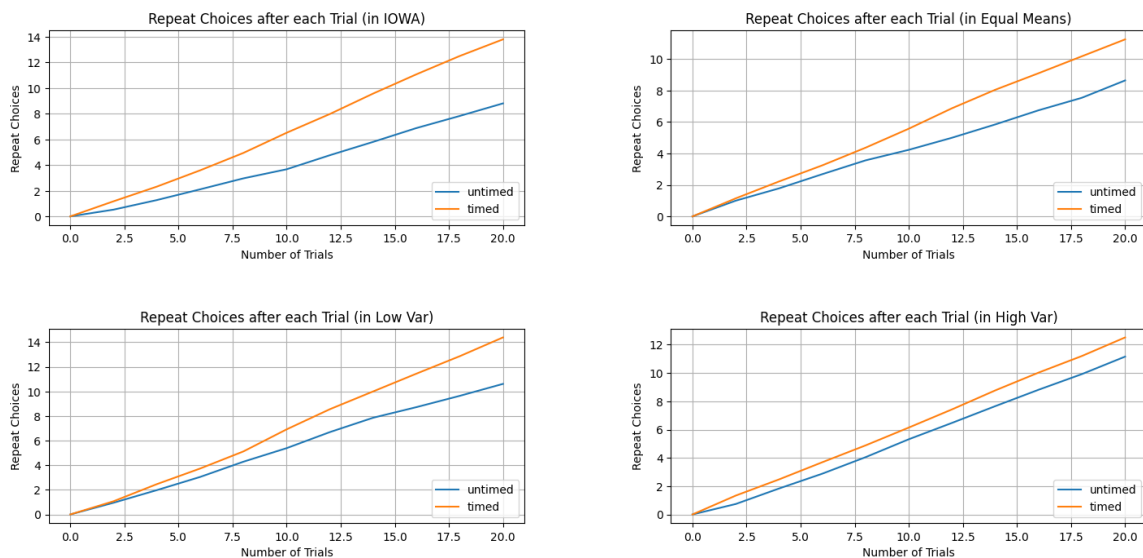 Repeat Choices after each Trial (in IOWA)
14
12
10
8
6
4
2
0
Repeat Choices
untimed
timed
0.0 2.5 5.0 7.5 10.0 12.5 15.0 17.5 20.0
Number of Trials
Repeat Choices after each Trial (in Equal Means)
10
8
6
4
2
0
Repeat Choices
untimed
timed
0.0 2.5 5.0 7.5 10.0 12.5 15.0 17.5 20.0
Number of Trials
Repeat Choices after each Trial (in Low Var)
14
12
10
8
6
4
2
0
Repeat Choices
untimed
timed
0.0 2.5 5.0 7.5 10.0 12.5 15.0 17.5 20.0
Number of Trials
Repeat Choices after each Trial (in High Var)
12
10
8
6
4
2
0
Repeat Choices
untimed
timed
0.0 2.5 5.0 7.5 10.0 12.5 15.0 17.5 20.0
Number of Trials